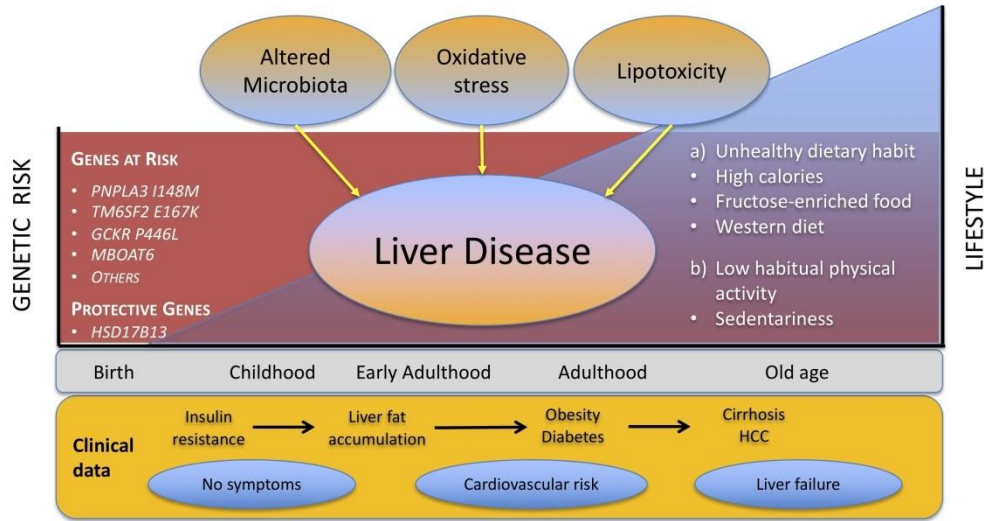 Altered
Microbiota
Oxidative
stress
Lipotoxicity
GENETIC RISK
GENES AT RISK
• PNPLA3 I148M
• TM6SF2 E167K
• GCKR P446L
• MBOAT6
• OTHERS
PROTECTIVE GENES
• HSD17B13
Liver Disease
a) Unhealthy dietary habit
• High calories
• Fructose-enriched food
• Western diet
b) Low habitual physical
activity
• Sedentariness
LIFESTYLE
Birth Childhood Early Adulthood Adulthood Old age
Clinical
data
Insulin
resistance
Liver fat
accumulation
Obesity
Diabetes
Cirrhosis
HCC
No symptoms
Cardiovascular risk
Liver failure